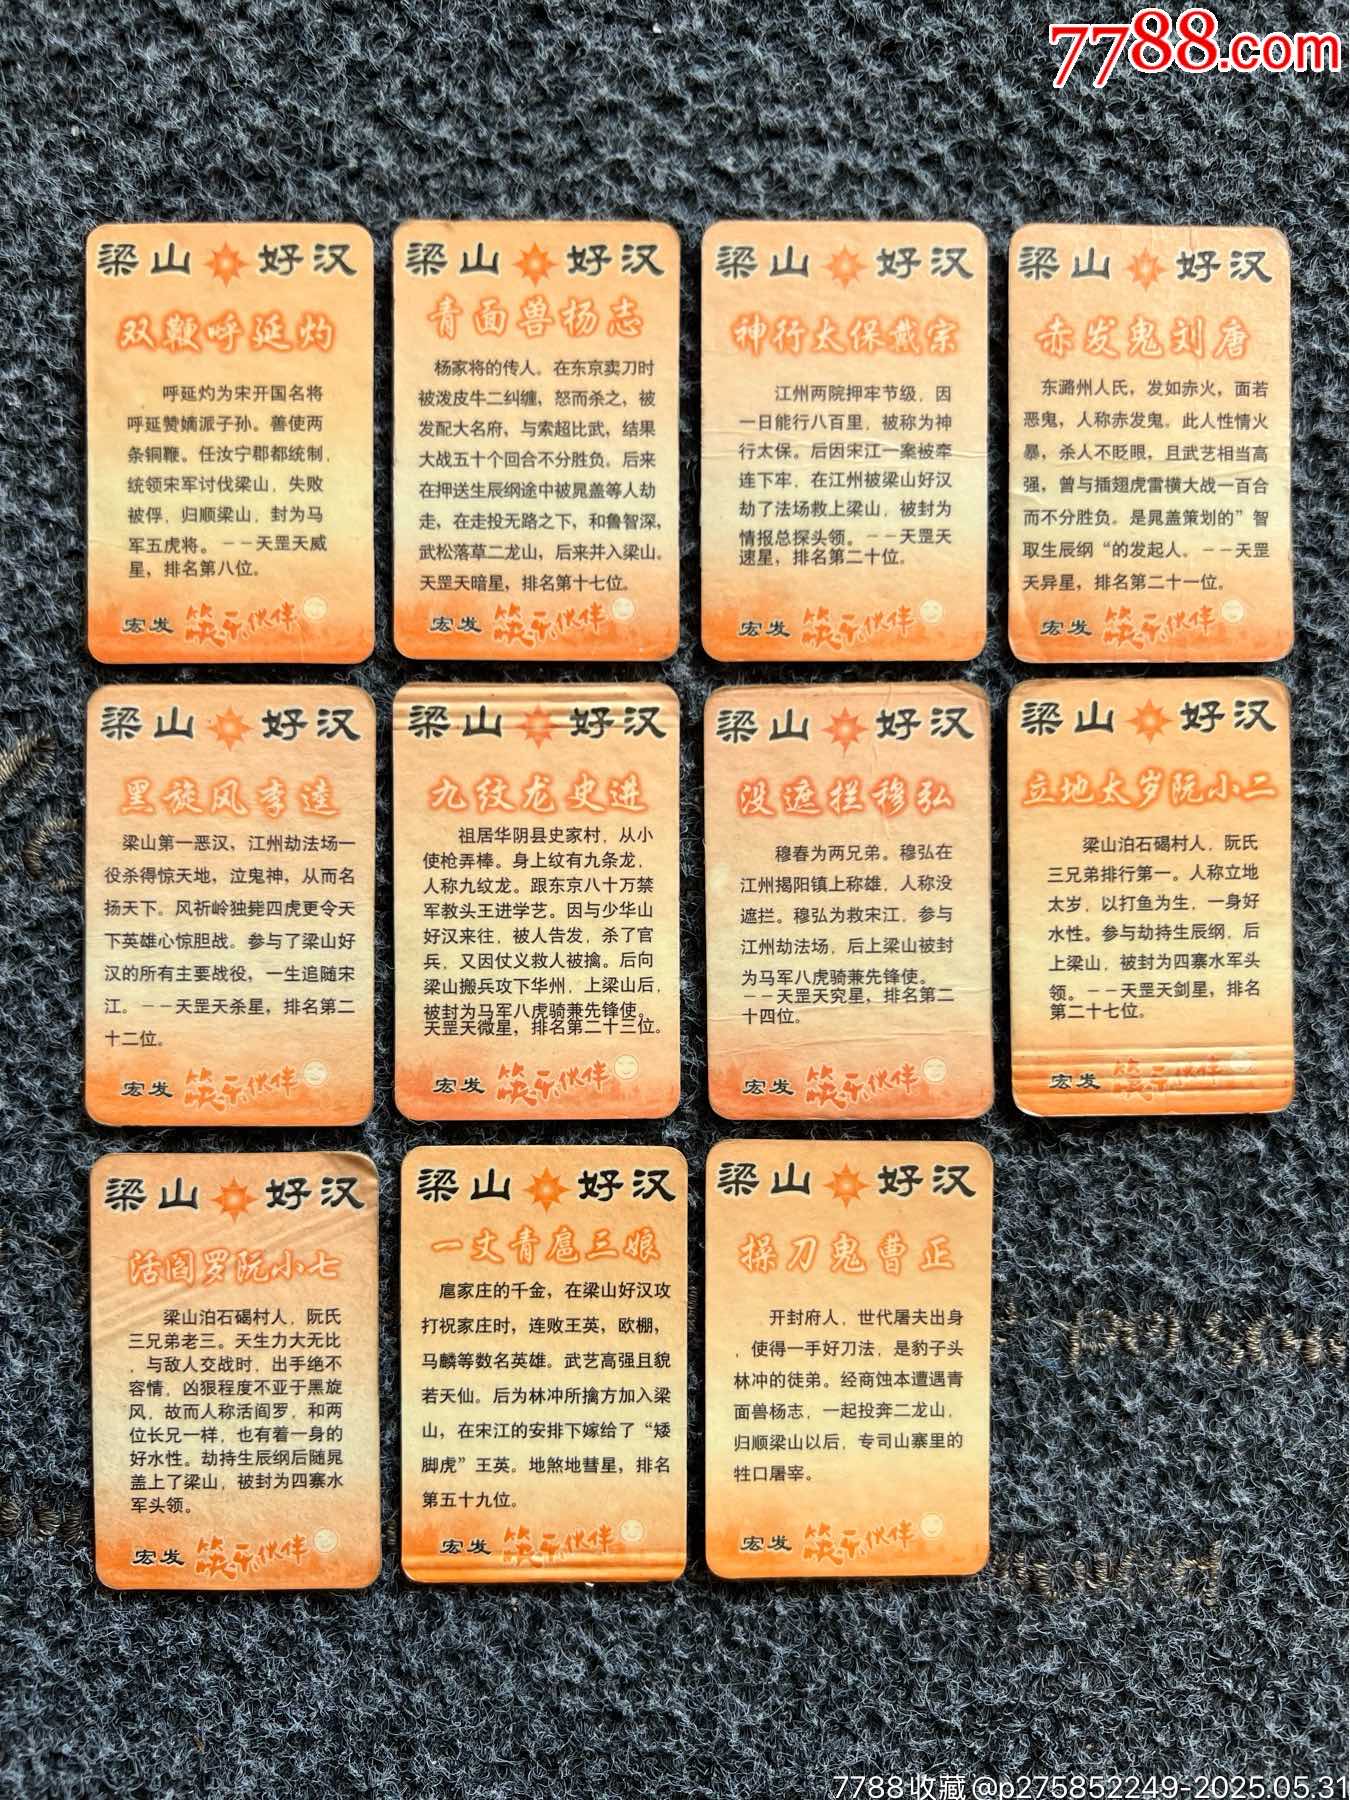 7788.com
梁山好汉
双鞭呼延灼
呼延灼为宋开国名将
呼延赞嫡派子孙。善使两
条铜鞭。任汝宁郡都统制,
统领宋军讨伐梁山,失败
被俘,归顺梁山,封为马
军五虎将。——天罡天威
星,排名第八位。
宏发 筷乐伙伴
梁山好汉
青面兽杨志
杨家将的传人。在东京卖刀时
被泼皮牛二纠缠,怒而杀之,被
发配大名府,与索超比武,结果
大战五十个回合不分胜负。后来
在押送生辰纲途中被晁盖等人劫
走,在走投无路之下,和鲁智深,
武松落草二龙山,后来并入梁山。
天罡天暗星,排名第十七位。
宏发 筷乐伙伴
梁山好汉
神行太保戴宗
江州两院押牢节级,因
一日能行八百里,被称为神
行太保。后因宋江一案被牵
连下牢,在江州被梁山好汉
劫了法场救上梁山,被封为
情报总探头领。——天罡天
速星,排名第二十位。
宏发 筷乐伙伴
梁山好汉
赤发鬼刘唐
东潞州人氏,发如赤火,面若
恶鬼,人称赤发鬼。此人性情火
暴,杀人不眨眼,且武艺相当高
强,曾与插翅虎雷横大战一百合
而不分胜负。是晁盖策划的”智
取生辰纲“的发起人。——天罡
天异星,排名第二十一位。
宏发 筷乐伙伴
梁山好汉
黑旋风李逵
梁山第一恶汉,江州劫法场一
役杀得惊天地,泣鬼神,从而名
扬天下。风祈岭独毙四虎更令天
下英雄心惊胆战。参与了梁山好
汉的所有主要战役,一生追随宋
江。——天罡天杀星,排名第二
十二位。
宏发 筷乐伙伴
梁山好汉
九纹龙史进
祖居华阴县史家村,从小
使枪弄棒。身上纹有九条龙,
人称九纹龙。跟东京八十万禁
军教头王进学艺。因与少华山
好汉来往,被人告发,杀了官
兵,又因仗义救人被擒。后向
梁山搬兵攻下华州,上梁山后,
被封为马军八虎骑兼先锋使。
天罡天微星,排名第二十三位。
宏发 筷乐伙伴
梁山好汉
没遮拦穆弘
穆春为两兄弟。穆弘在
江州揭阳镇上称雄,人称没
遮拦。穆弘为救宋江,参与
江州劫法场,后上梁山被封
为马军八虎骑兼先锋使。
——天罡天究星,排名第二
十四位。
宏发 筷乐伙伴
梁山好汉
立地太岁阮小二
梁山泊石碣村人,阮氏
三兄弟排行第一。人称立地
太岁,以打鱼为生,一身好
水性。参与劫持生辰纲,后
上梁山,被封为四寨水军头
领。——天罡天剑星,排名
第二十七位。
宏发 筷乐伙伴
梁山好汉
活阎罗阮小七
梁山泊石碣村人,阮氏
三兄弟老三。天生力大无比
,与敌人交战时,出手绝不
容情,凶狠程度不亚于黑旋
风,故而人称活阎罗,和两
位长兄一样,也有着一身的
好水性。劫持生辰纲后随晁
盖上了梁山,被封为四寨水
军头领。
宏发 筷乐伙伴
梁山好汉
一丈青扈三娘
扈家庄的千金,在梁山好汉攻
打祝家庄时,连败王英,欧棚,
马麟等数名英雄。武艺高强且貌
若天仙。后为林冲所擒方加入梁
山,在宋江的安排下嫁给了“矮
脚虎”王英。地煞地彗星,排名
第五十九位。
宏发 筷乐伙伴
梁山好汉
操刀鬼曹正
开封府人,世代屠夫出身
,使得一手好刀法,是豹子头
林冲的徒弟。经商蚀本遭遇青
面兽杨志,一起投奔二龙山,
归顺梁山以后,专司山寨里的
牲口屠宰。
宏发 筷乐伙伴
7788收藏@p275852249-2025.05.31